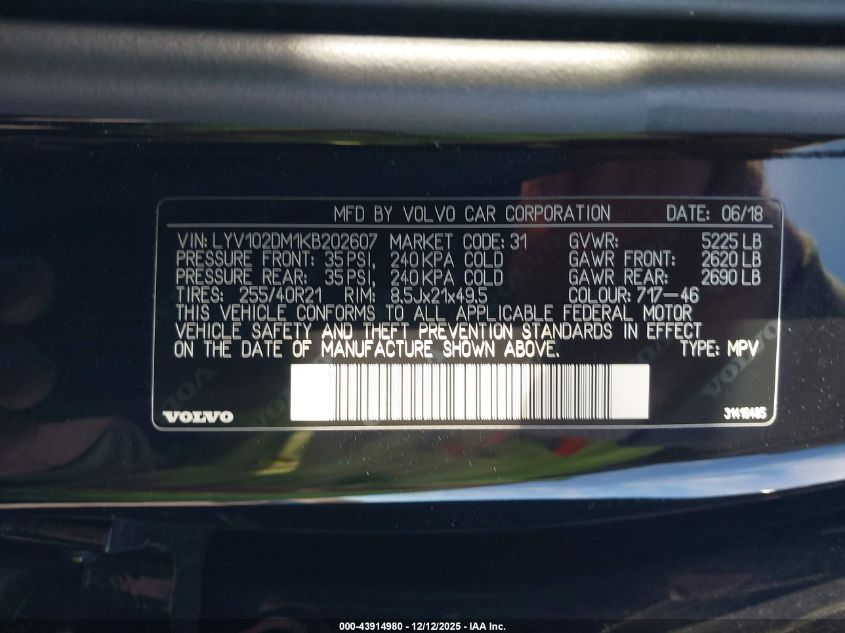 MFD BY VOLVO CAR CORPORATION DATE: 06/18
VIN: LYV102DM1KB202607 MARKET CODE: 31 GVWR: 5225 LB
PRESSURE FRONT: 35 PSI, 240 KPA COLD GAWR FRONT: 2620 LB
PRESSURE REAR: 35 PSI, 240 KPA COLD GAWR REAR: 2690 LB
TIRES: 255/40R21 RIM: 8.5Jx21x49.5 COLOUR: 717-46
THIS VEHICLE CONFORMS TO ALL APPLICABLE FEDERAL MOTOR
VEHICLE SAFETY AND THEFT PREVENTION STANDARDS IN EFFECT
ON THE DATE OF MANUFACTURE SHOWN ABOVE. TYPE: MPV
VOLVO 31418485
000-43914980 - 12/12/2025 - IAA Inc.